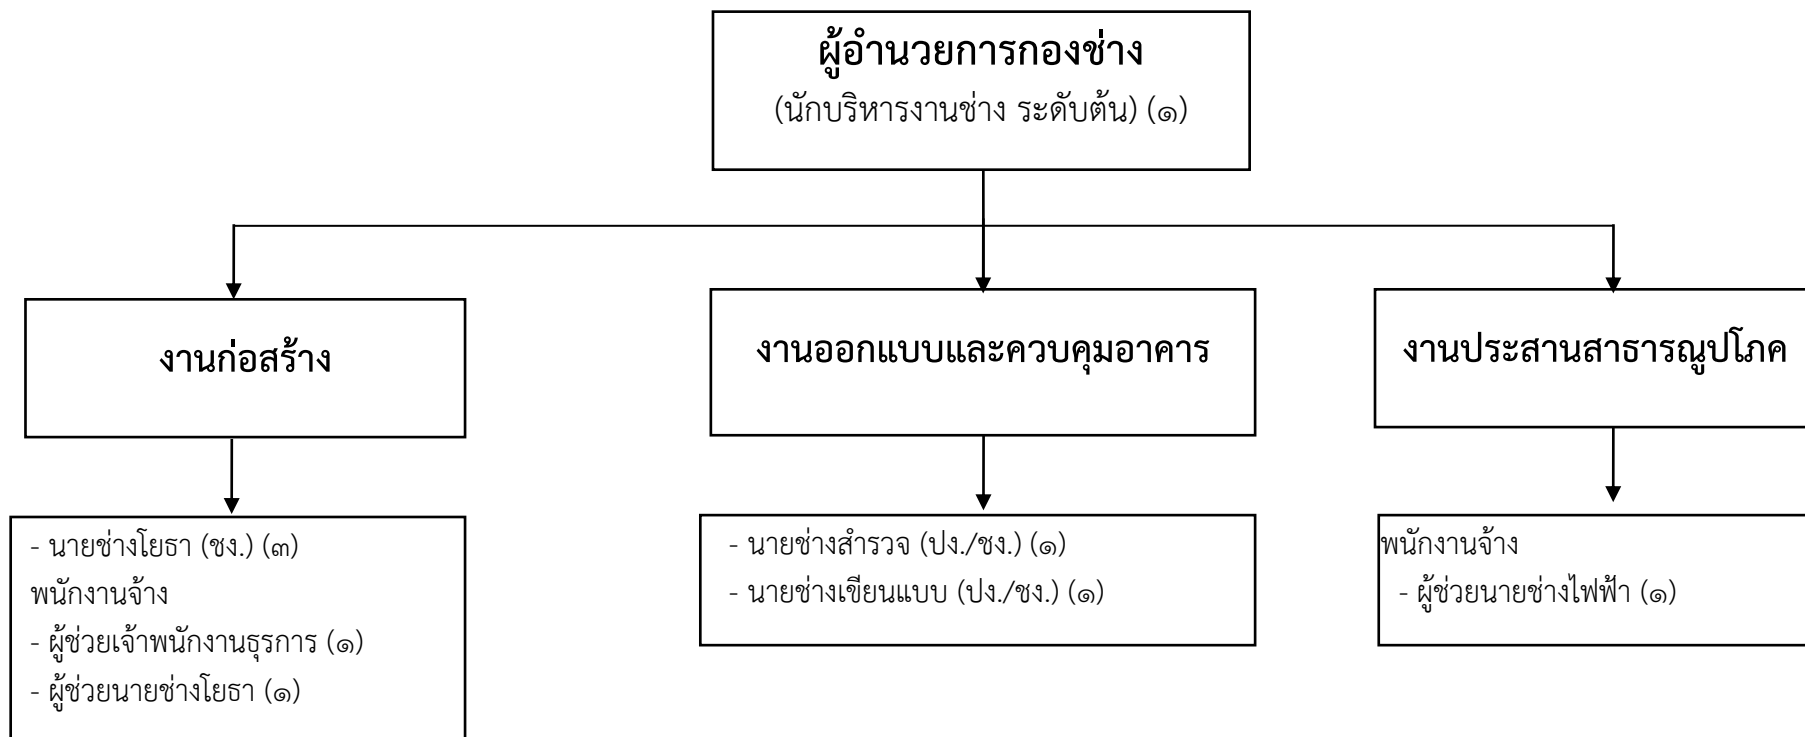 ผู้อำนวยการกองช่าง
(นักบริหารงานช่าง ระดับต้น) (๑)
งานก่อสร้าง
งานออกแบบและควบคุมอาคาร
งานประสานสาธารณูปโภค
- นายช่างโยธา (ชง.) (๓)
พนักงานจ้าง
- ผู้ช่วยเจ้าพนักงานธุรการ (๑)
- ผู้ช่วยนายช่างโยธา (๑)
- นายช่างสำรวจ (ปง./ชง.) (๑)
- นายช่างเขียนแบบ (ปง./ชง.) (๑)
พนักงานจ้าง
- ผู้ช่วยนายช่างไฟฟ้า (๑)